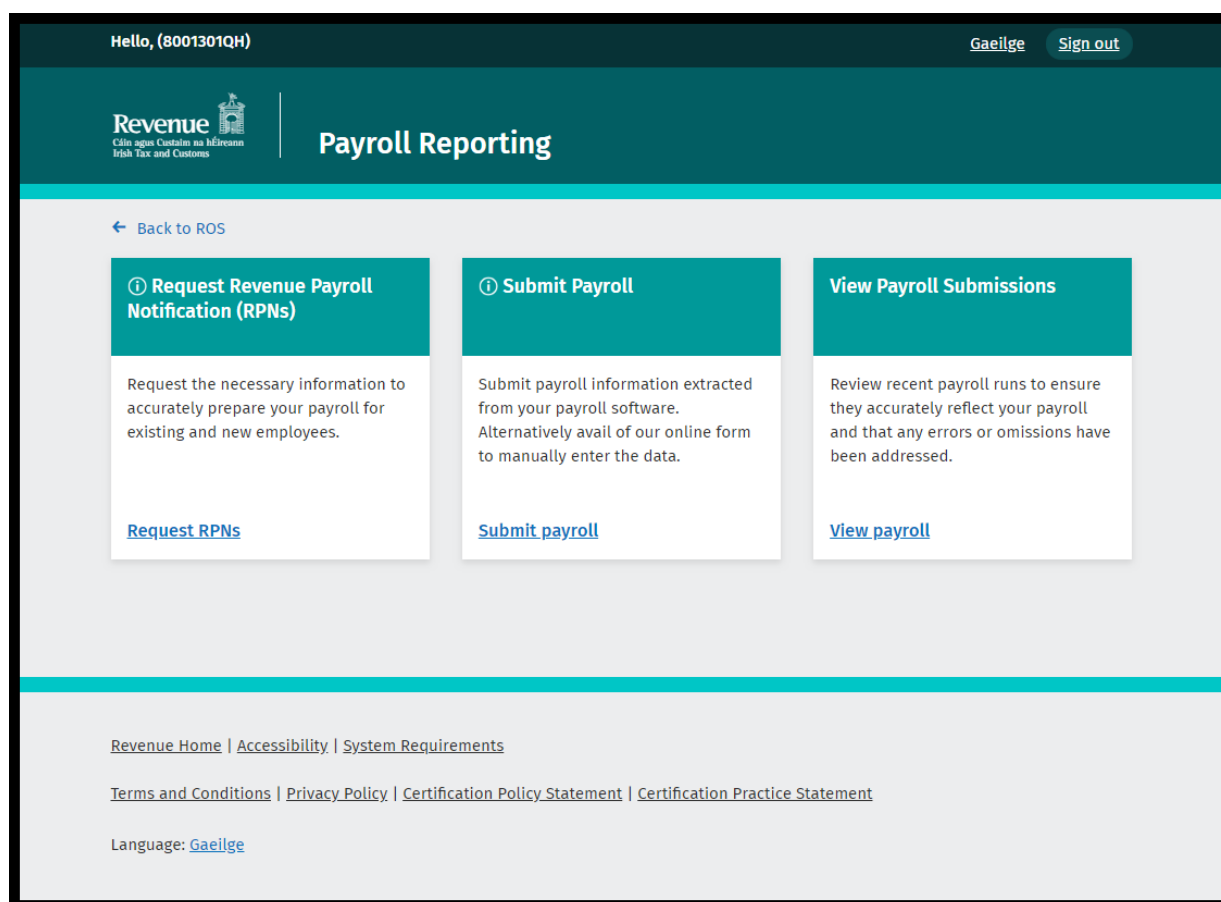 Hello, (8001301QH)
Gaeilge Sign out
Revenue
Cáin agus Custaim na hÉireann
Irish Tax and Customs
Payroll Reporting
← Back to ROS
ⓘ Request Revenue Payroll
Notification (RPNs)
Request the necessary information to
accurately prepare your payroll for
existing and new employees.
Request RPNs
ⓘ Submit Payroll
Submit payroll information extracted
from your payroll software.
Alternatively avail of our online form
to manually enter the data.
Submit payroll
View Payroll Submissions
Review recent payroll runs to ensure
they accurately reflect your payroll
and that any errors or omissions have
been addressed.
View payroll
Revenue Home | Accessibility | System Requirements
Terms and Conditions | Privacy Policy | Certification Policy Statement | Certification Practice Statement
Language: Gaeilge